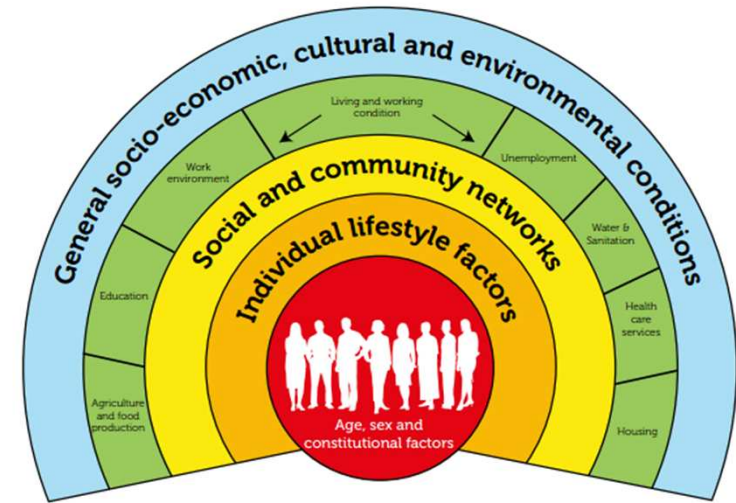 General socio-economic, cultural and environmental conditions
Living and working
condition
Work
environment
Unemployment
Education
Water &
Sanitation
Agriculture
and food
production
Health
care
services
Housing
Social and community networks
Individual lifestyle factors
Age, sex and
constitutional factors